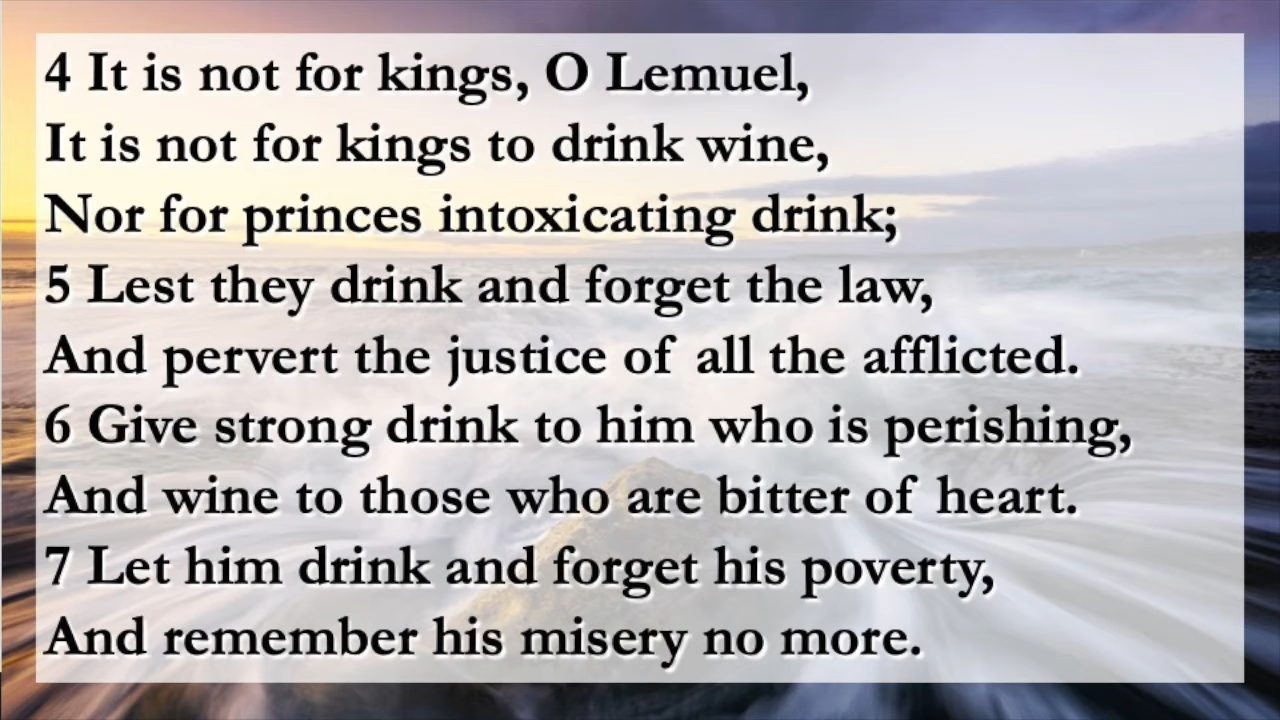 4 It is not for kings, O Lemuel,
It is not for kings to drink wine,
Nor for princes intoxicating drink;
5 Lest they drink and forget the law,
And pervert the justice of all the afflicted.
6 Give strong drink to him who is perishing,
And wine to those who are bitter of heart.
7 Let him drink and forget his poverty,
And remember his misery no more.